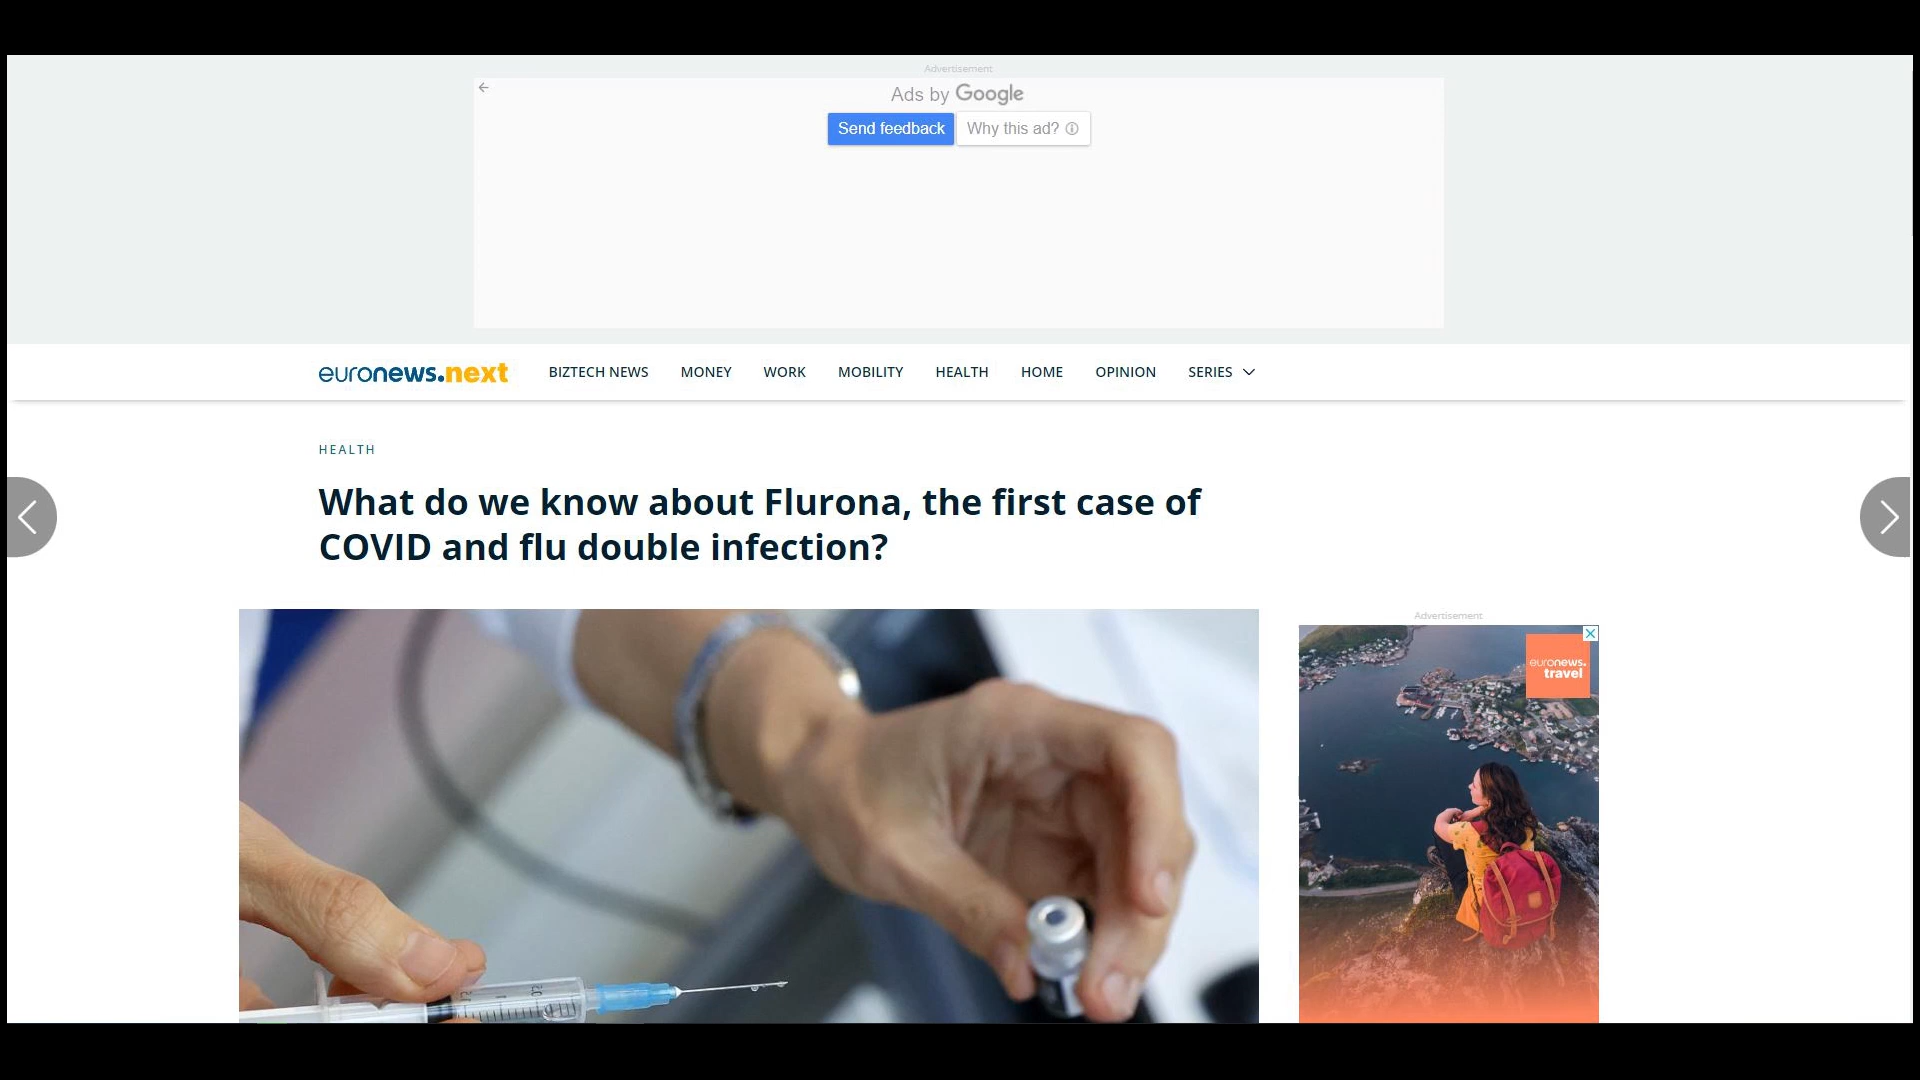 Advertisement
Ads by Google
Send feedback
Why this ad?
euronews.next
BIZTECH NEWS
MONEY
WORK
MOBILITY
HEALTH
HOME
OPINION
SERIES
HEALTH
What do we know about Flurona, the first case of
COVID and flu double infection?
Advertisement
euronews.
travel